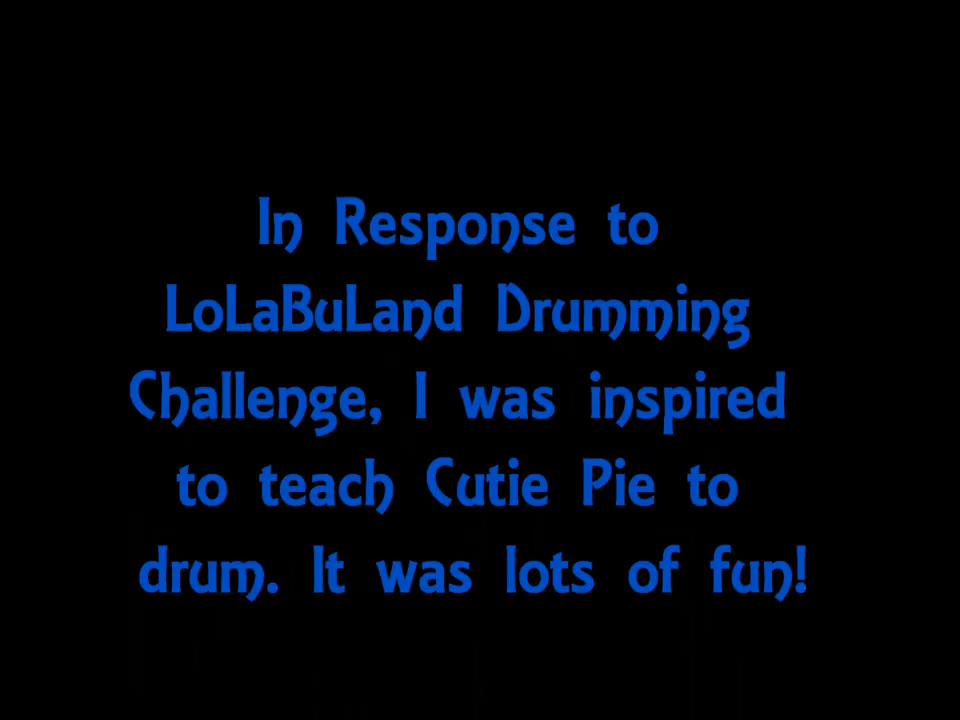 In Response to
LoLaBuLand Drumming
Challenge, I was inspired
to teach Cutie Pie to
drum. It was lots of fun!